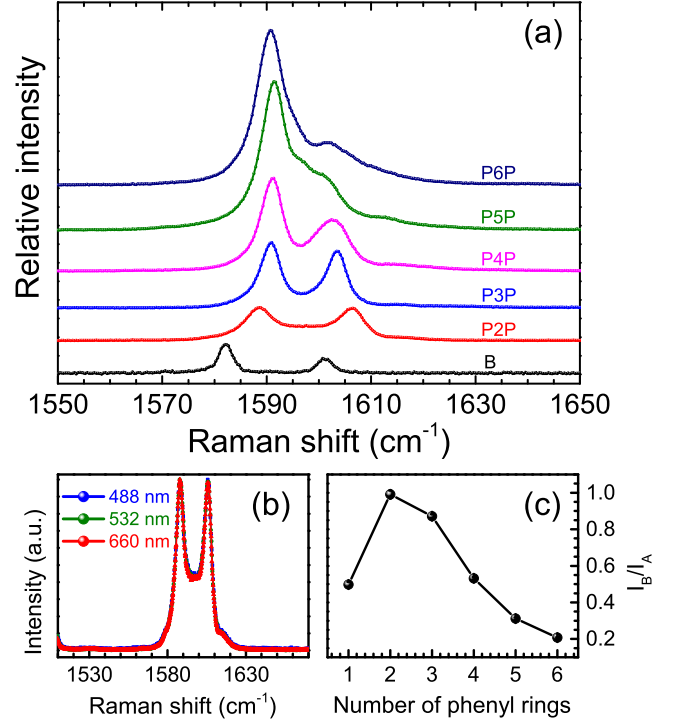 (a)
Relative intensity
P6P
P5P
P4P
P3P
P2P
B
1550 1570 1590 1610 1630 1650
Raman shift (cm⁻¹)
(b)
488 nm
532 nm
660 nm
Intensity (a.u.)
1530 1580 1630
Raman shift (cm⁻¹)
(c)
1.0
0.8
0.6
0.4
0.2
I_B/I_A
1 2 3 4 5 6
Number of phenyl rings